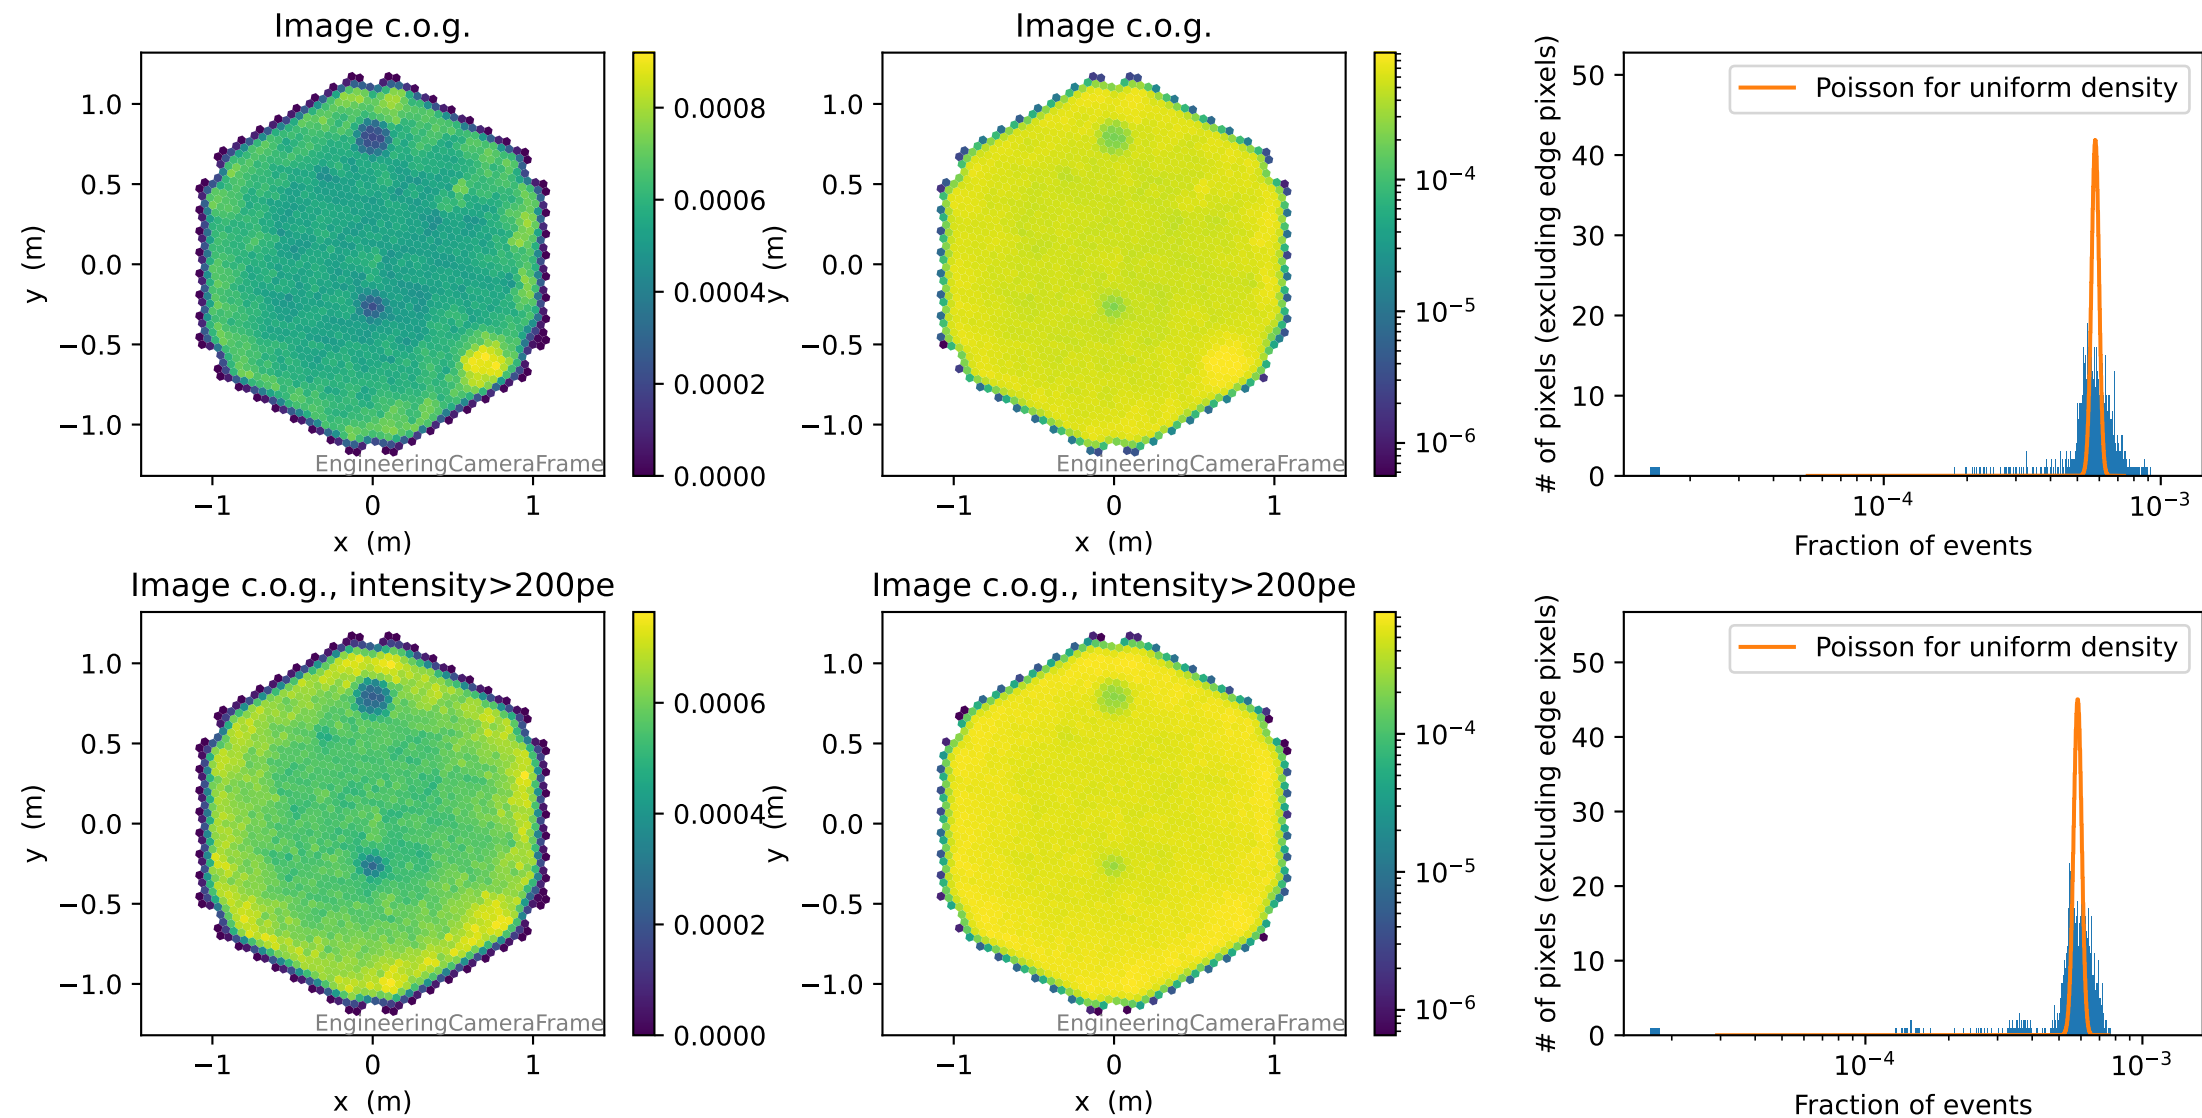 Image c.o.g.
1.0
0.5
0.0
−0.5
−1.0
y (m)
−1
0
1
x (m)
EngineeringCameraFrame
0.0008
0.0006
0.0004
0.0002
0.0000
Image c.o.g.
1.0
0.5
0.0
−0.5
−1.0
y (m)
−1
0
1
x (m)
EngineeringCameraFrame
10⁻⁴
10⁻⁵
10⁻⁶
Poisson for uniform density
50
40
30
20
10
0
# of pixels (excluding edge pixels)
10⁻⁴
10⁻³
Fraction of events
Image c.o.g., intensity>200pe
1.0
0.5
0.0
−0.5
−1.0
y (m)
−1
0
1
x (m)
EngineeringCameraFrame
0.0006
0.0004
0.0002
0.0000
Image c.o.g., intensity>200pe
1.0
0.5
0.0
−0.5
−1.0
y (m)
−1
0
1
x (m)
EngineeringCameraFrame
10⁻⁴
10⁻⁵
10⁻⁶
Poisson for uniform density
50
40
30
20
10
0
# of pixels (excluding edge pixels)
10⁻⁴
10⁻³
Fraction of events